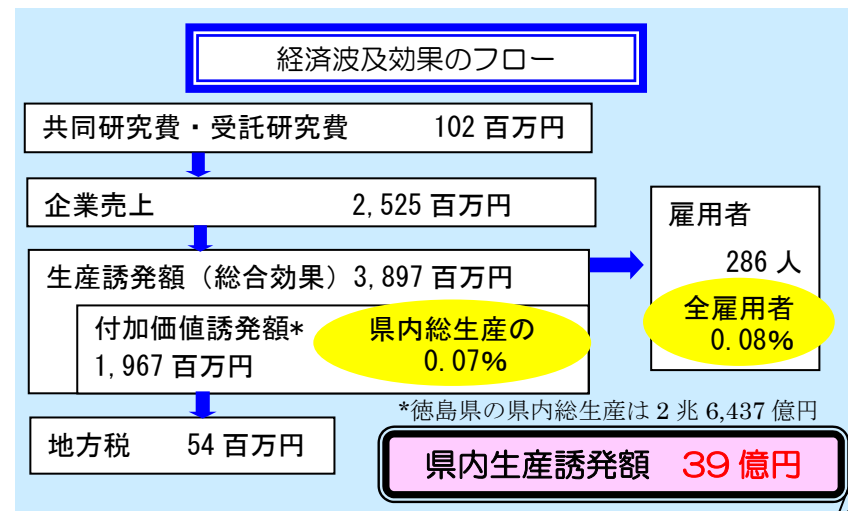 経済波及効果のフロー
共同研究費・受託研究費 102 百万円
企業売上 2,525 百万円
生産誘発額（総合効果）3,897 百万円
付加価値誘発額*
1,967 百万円
県内総生産の
0.07%
雇用者
286 人
全雇用者
0.08%
地方税 54 百万円
*徳島県の県内総生産は 2 兆 6,437 億円
県内生産誘発額 39 億円